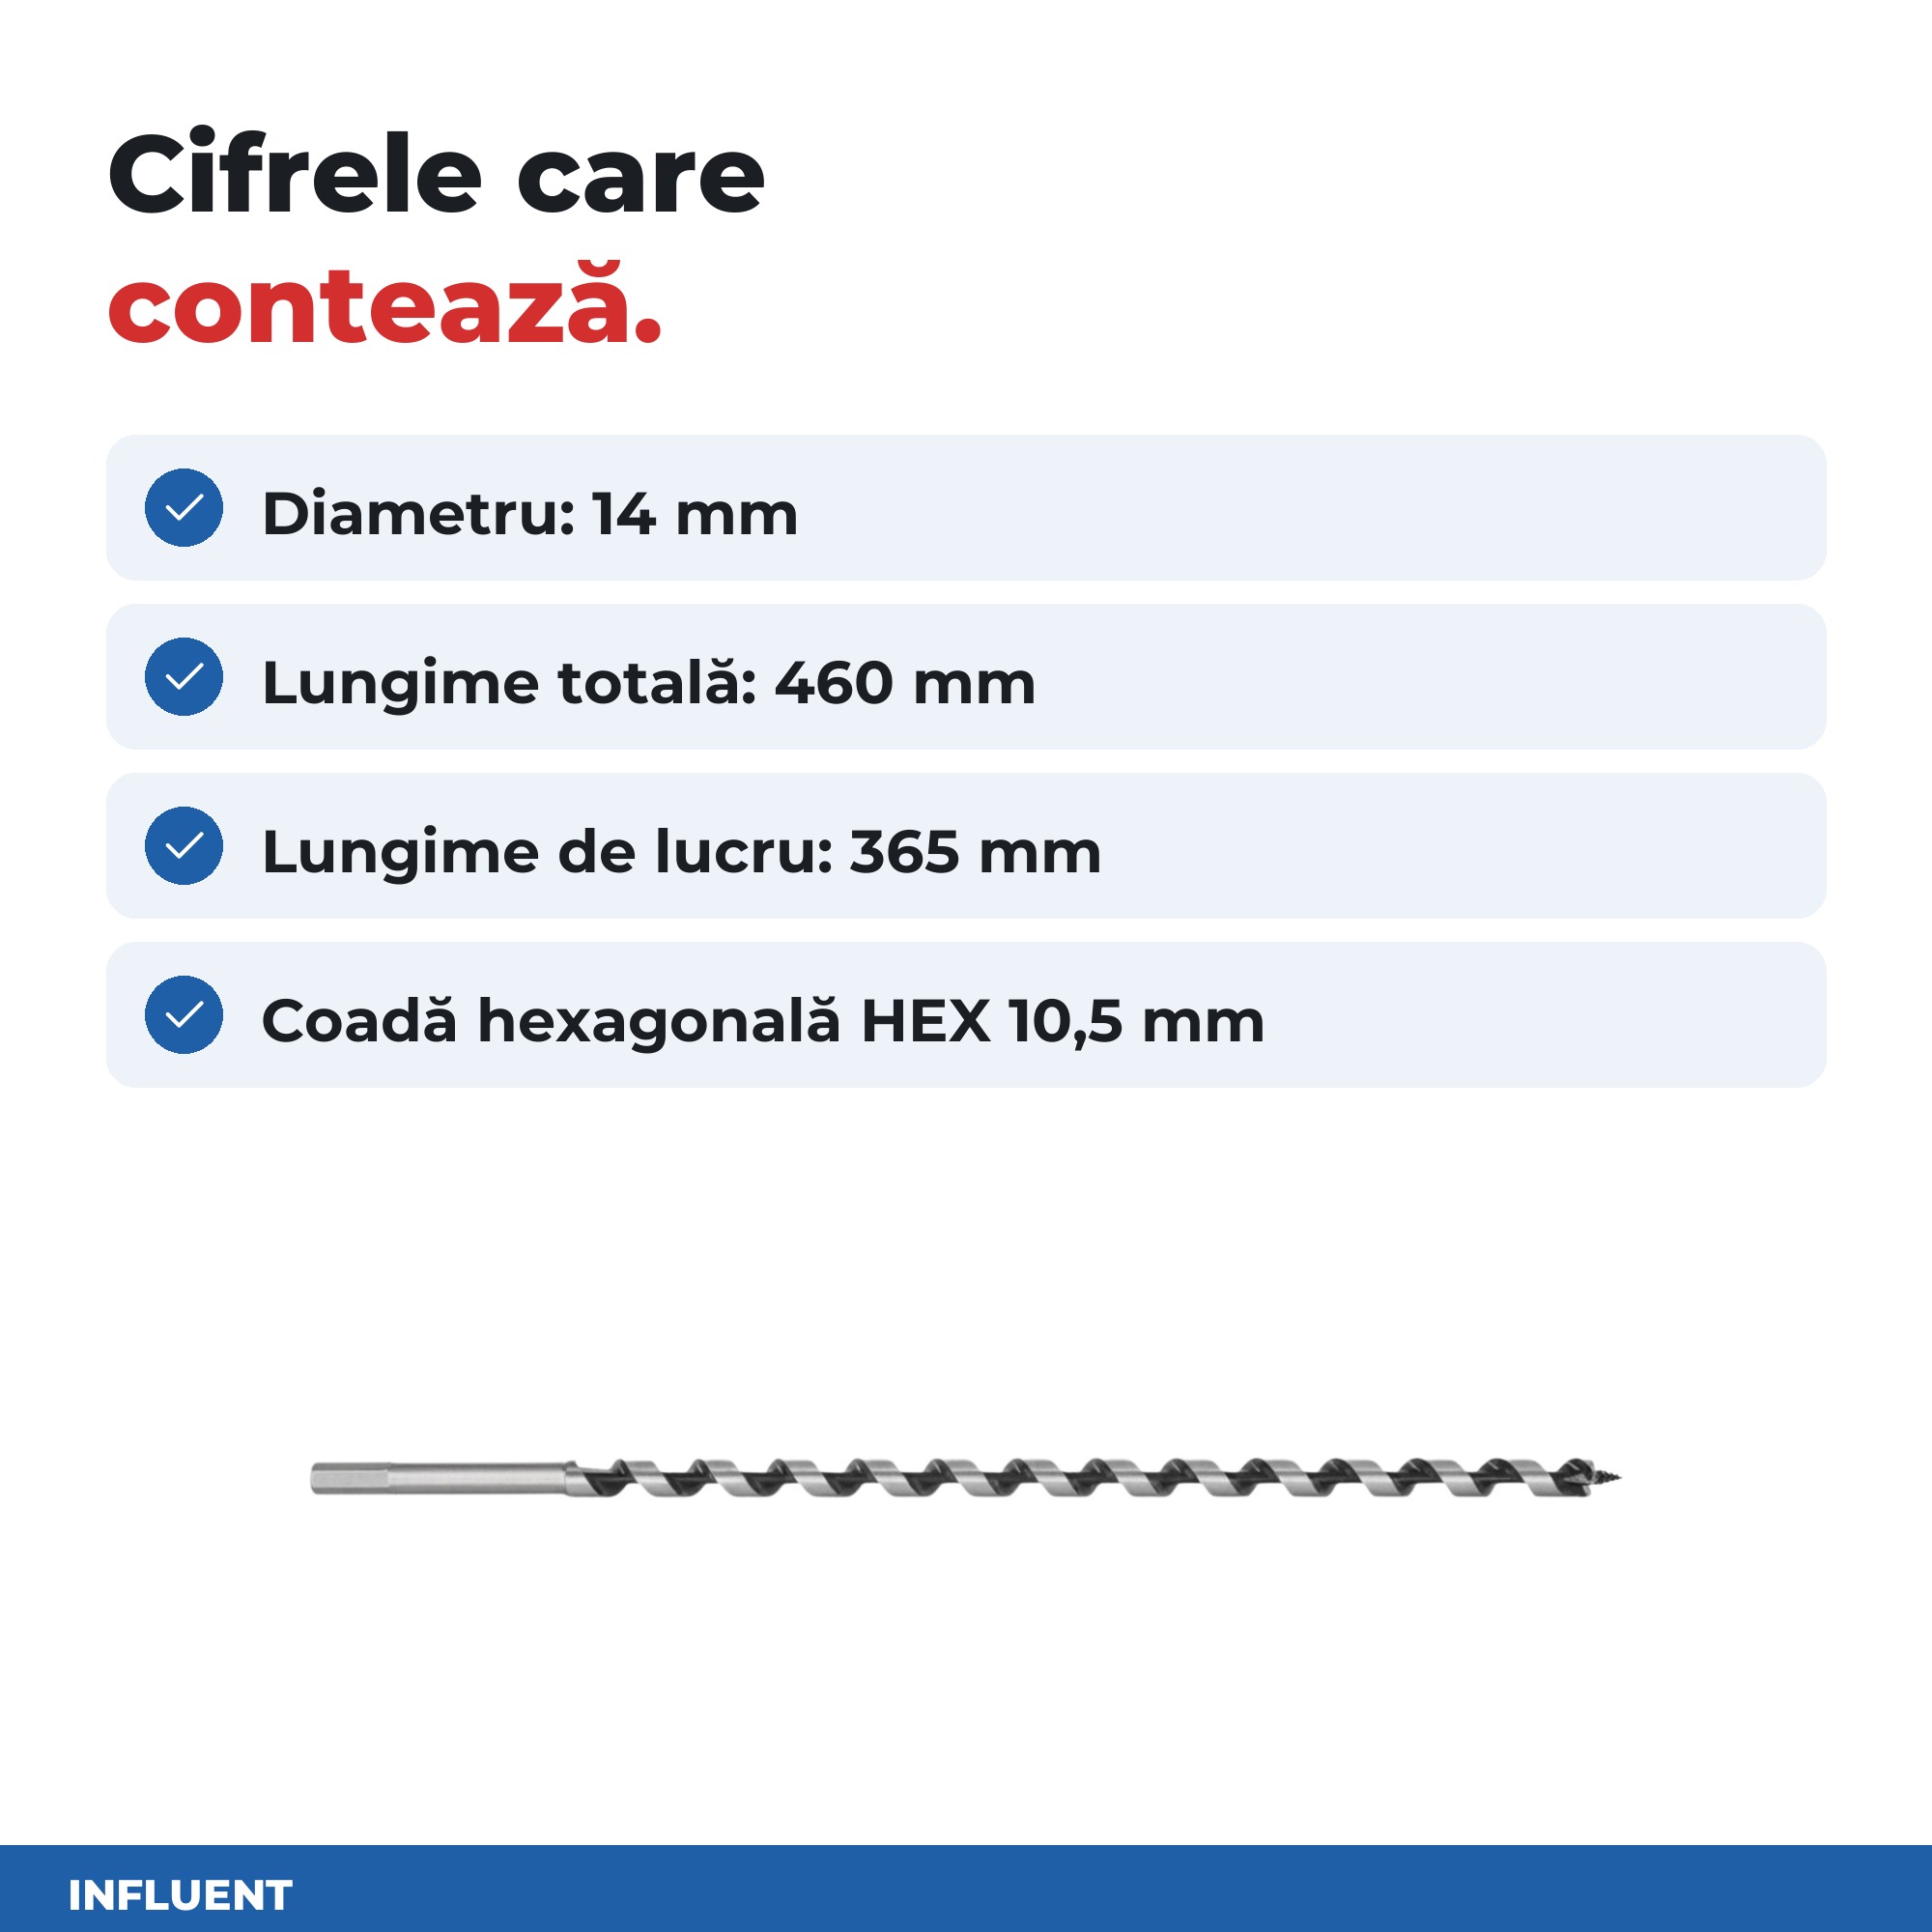 Cifrele care
contează.
Diametru: 14 mm
Lungime totală: 460 mm
Lungime de lucru: 365 mm
Coadă hexagonală HEX 10,5 mm
INFLUENT